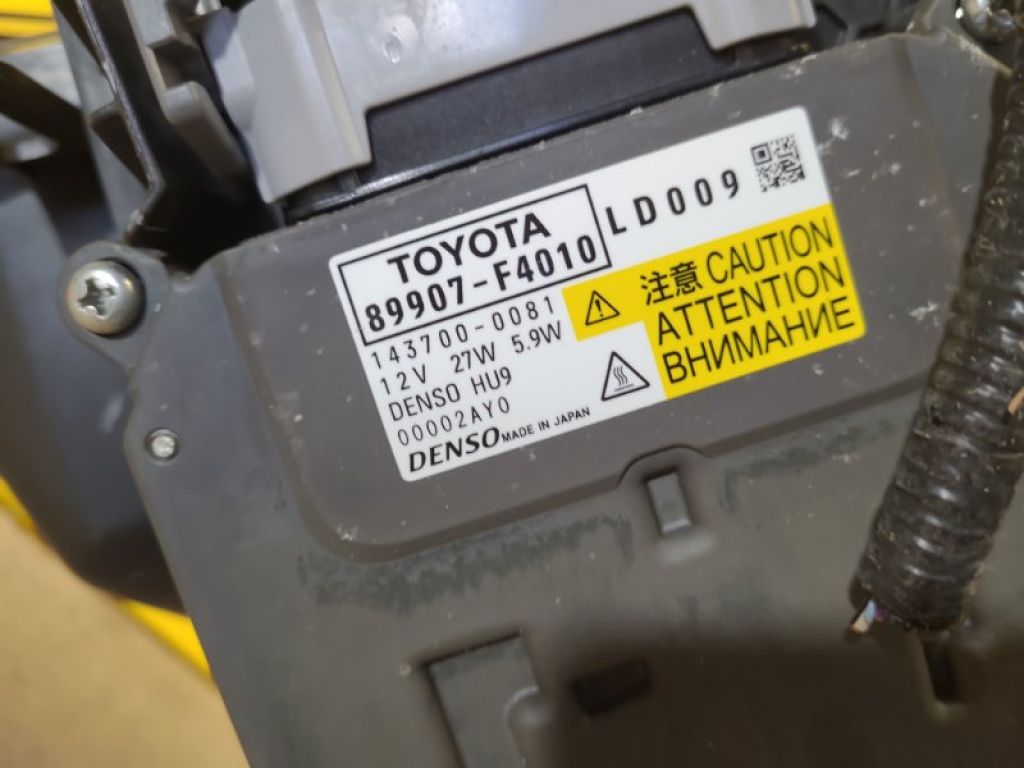 TOYOTA
89907-F4010
LD009
143700-0081
12V 27W 5.9W
DENSO HU9
00002AY0
DENSO MADE IN JAPAN
注意 CAUTION
ATTENTION
ВНИМАНИЕ